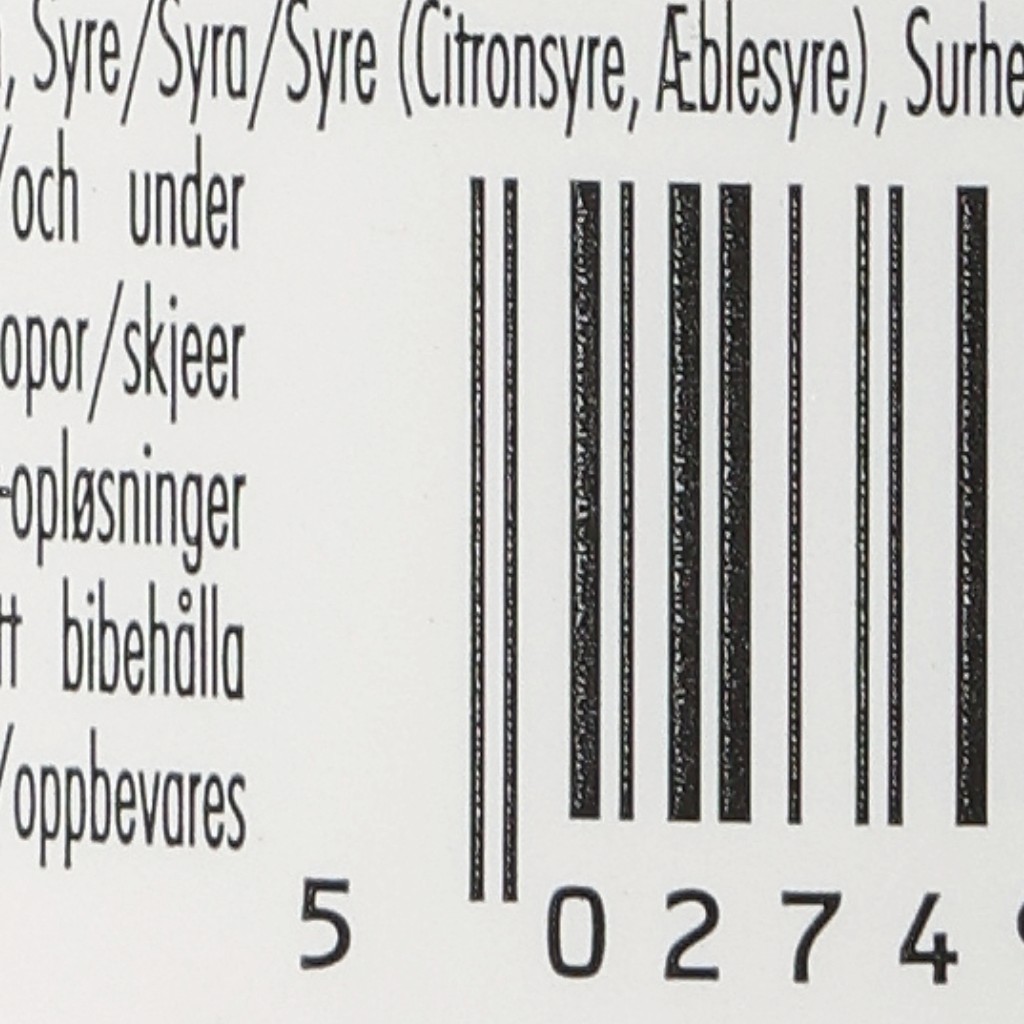 Syre/Syra/Syre (Citronsyre, Æblesyre), Surhe
/och under
opor/skjeer
-opløsninger
tt bibehålla
/oppbevares
5 0274